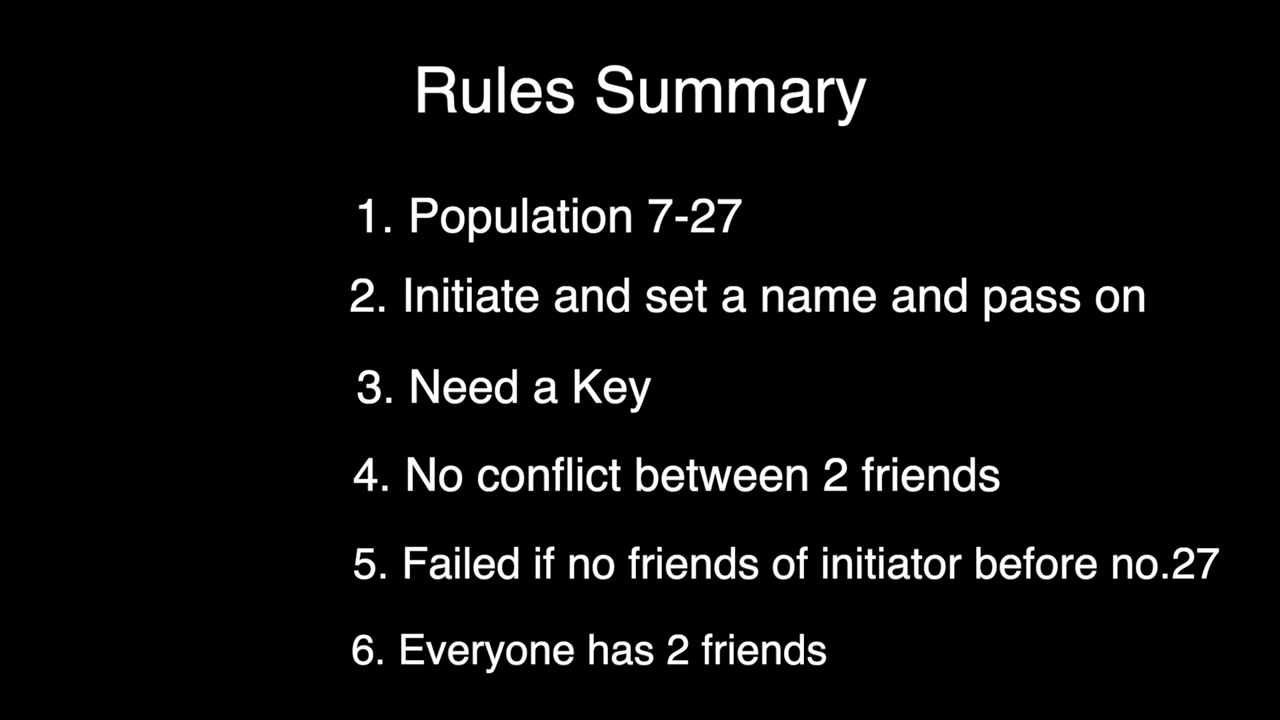 Rules Summary
1. Population 7-27
2. Initiate and set a name and pass on
3. Need a Key
4. No conflict between 2 friends
5. Failed if no friends of initiator before no.27
6. Everyone has 2 friends